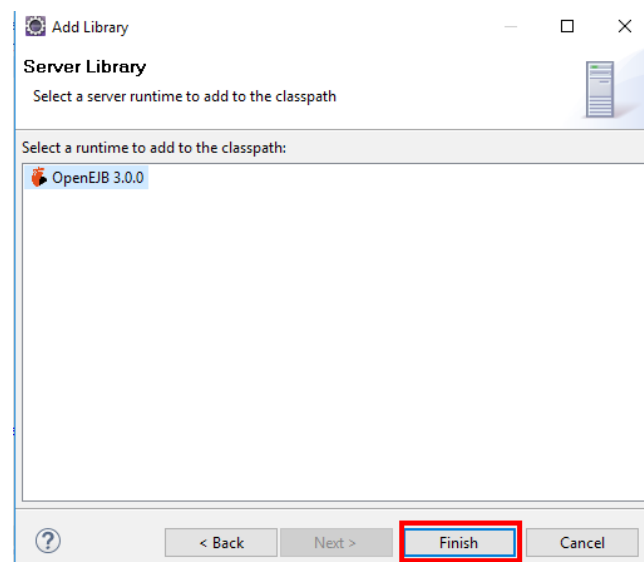 Add Library
Server Library
Select a server runtime to add to the classpath
Select a runtime to add to the classpath:
OpenEJB 3.0.0
?
< Back
Next >
Finish
Cancel